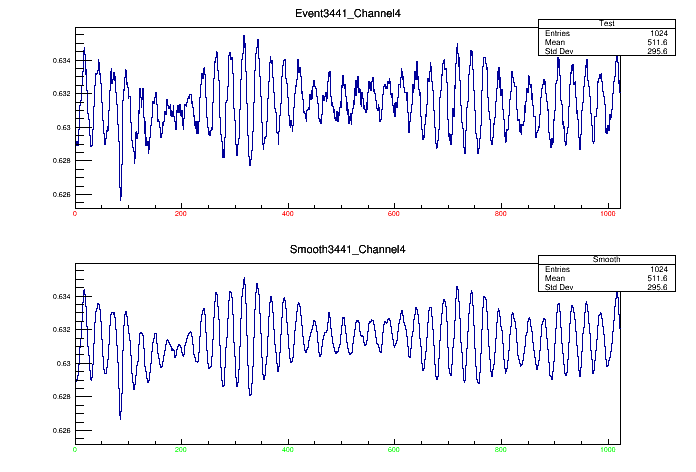 Event3441_Channel4
Test
Entries 1024
Mean 511.6
Std Dev 295.6
0.634
0.632
0.63
0.628
0.626
0 200 400 600 800 1000
Smooth3441_Channel4
Smooth
Entries 1024
Mean 511.6
Std Dev 295.6
0.634
0.632
0.63
0.628
0.626
0 200 400 600 800 1000